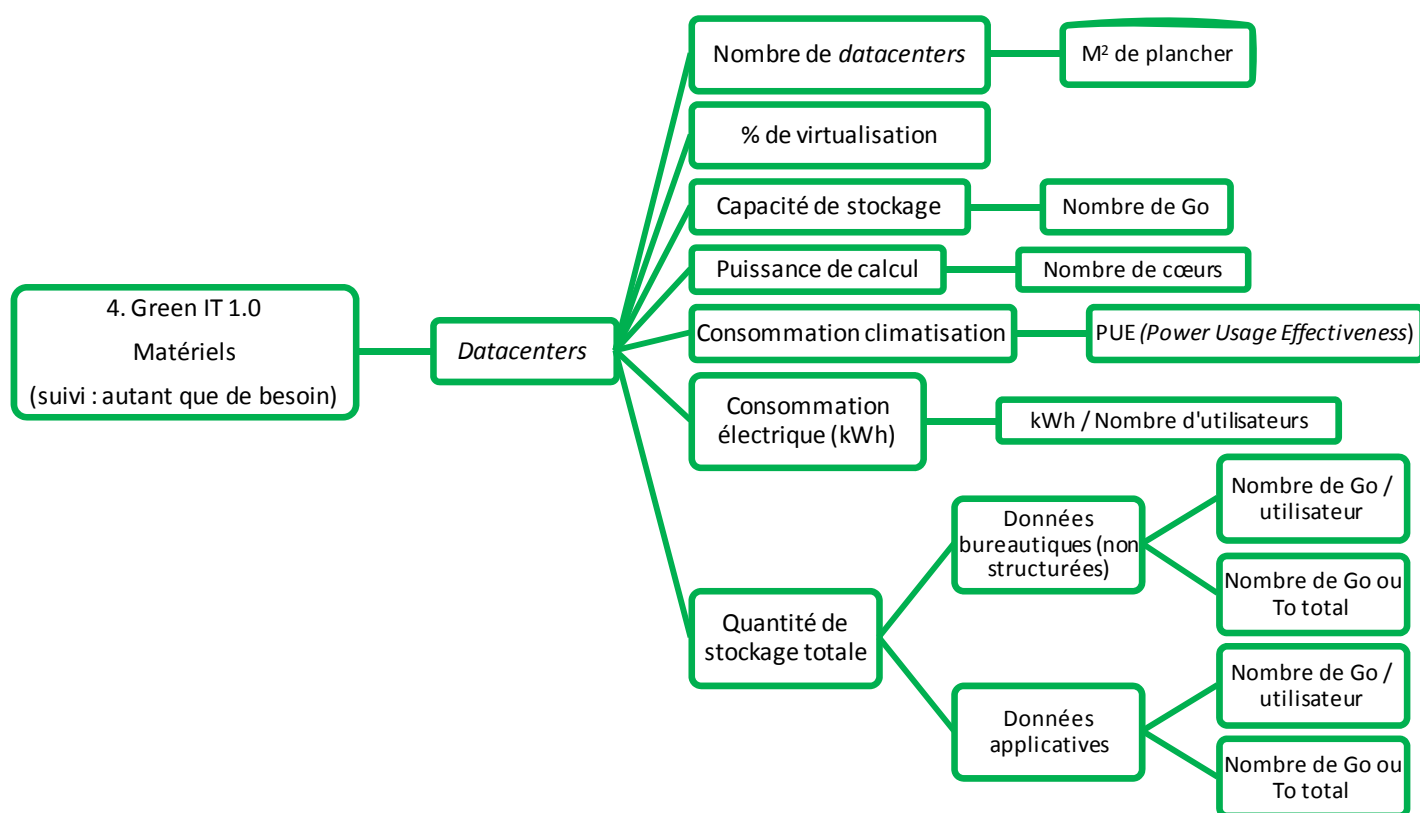 Nombre de datacenters
M² de plancher
% de virtualisation
Capacité de stockage
Nombre de Go
Puissance de calcul
Nombre de cœurs
4. Green IT 1.0
Matériels
(suivi : autant que de besoin)
Datacenters
Consommation climatisation
PUE (Power Usage Effectiveness)
Consommation
électrique (kWh)
kWh / Nombre d'utilisateurs
Quantité de
stockage totale
Données
bureautiques (non
structurées)
Nombre de Go /
utilisateur
Nombre de Go ou
To total
Données
applicatives
Nombre de Go /
utilisateur
Nombre de Go ou
To total